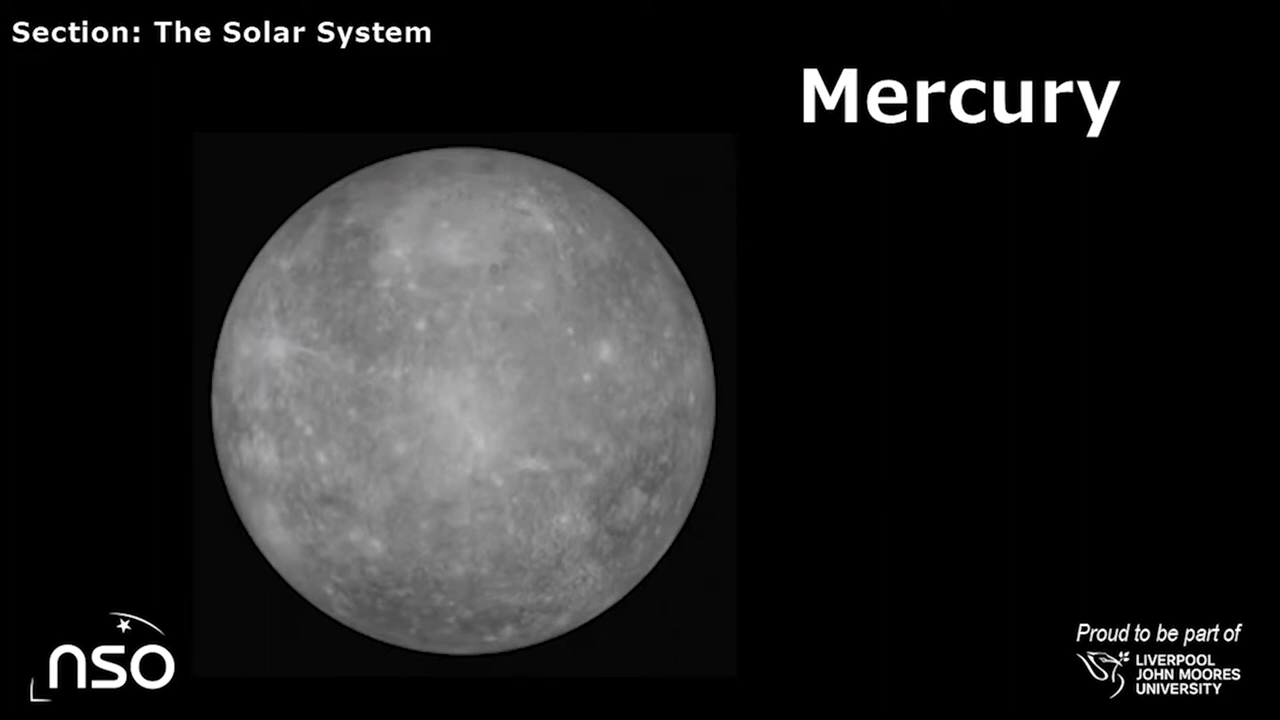 Section: The Solar System
Mercury
nso
Proud to be part of
LIVERPOOL
JOHN MOORES
UNIVERSITY